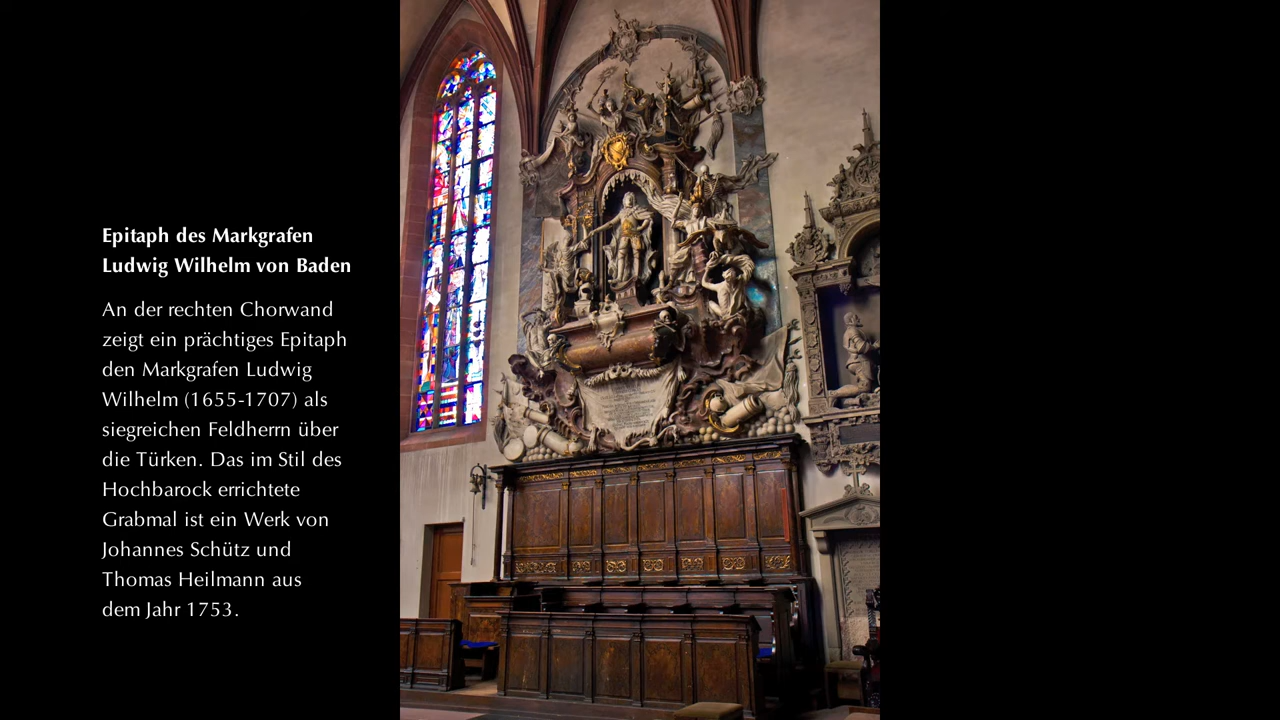 Epitaph des Markgrafen
Ludwig Wilhelm von Baden
An der rechten Chorwand
zeigt ein prächtiges Epitaph
den Markgrafen Ludwig
Wilhelm (1655-1707) als
siegreichen Feldherrn über
die Türken. Das im Stil des
Hochbarock errichtete
Grabmal ist ein Werk von
Johannes Schütz und
Thomas Heilmann aus
dem Jahr 1753.